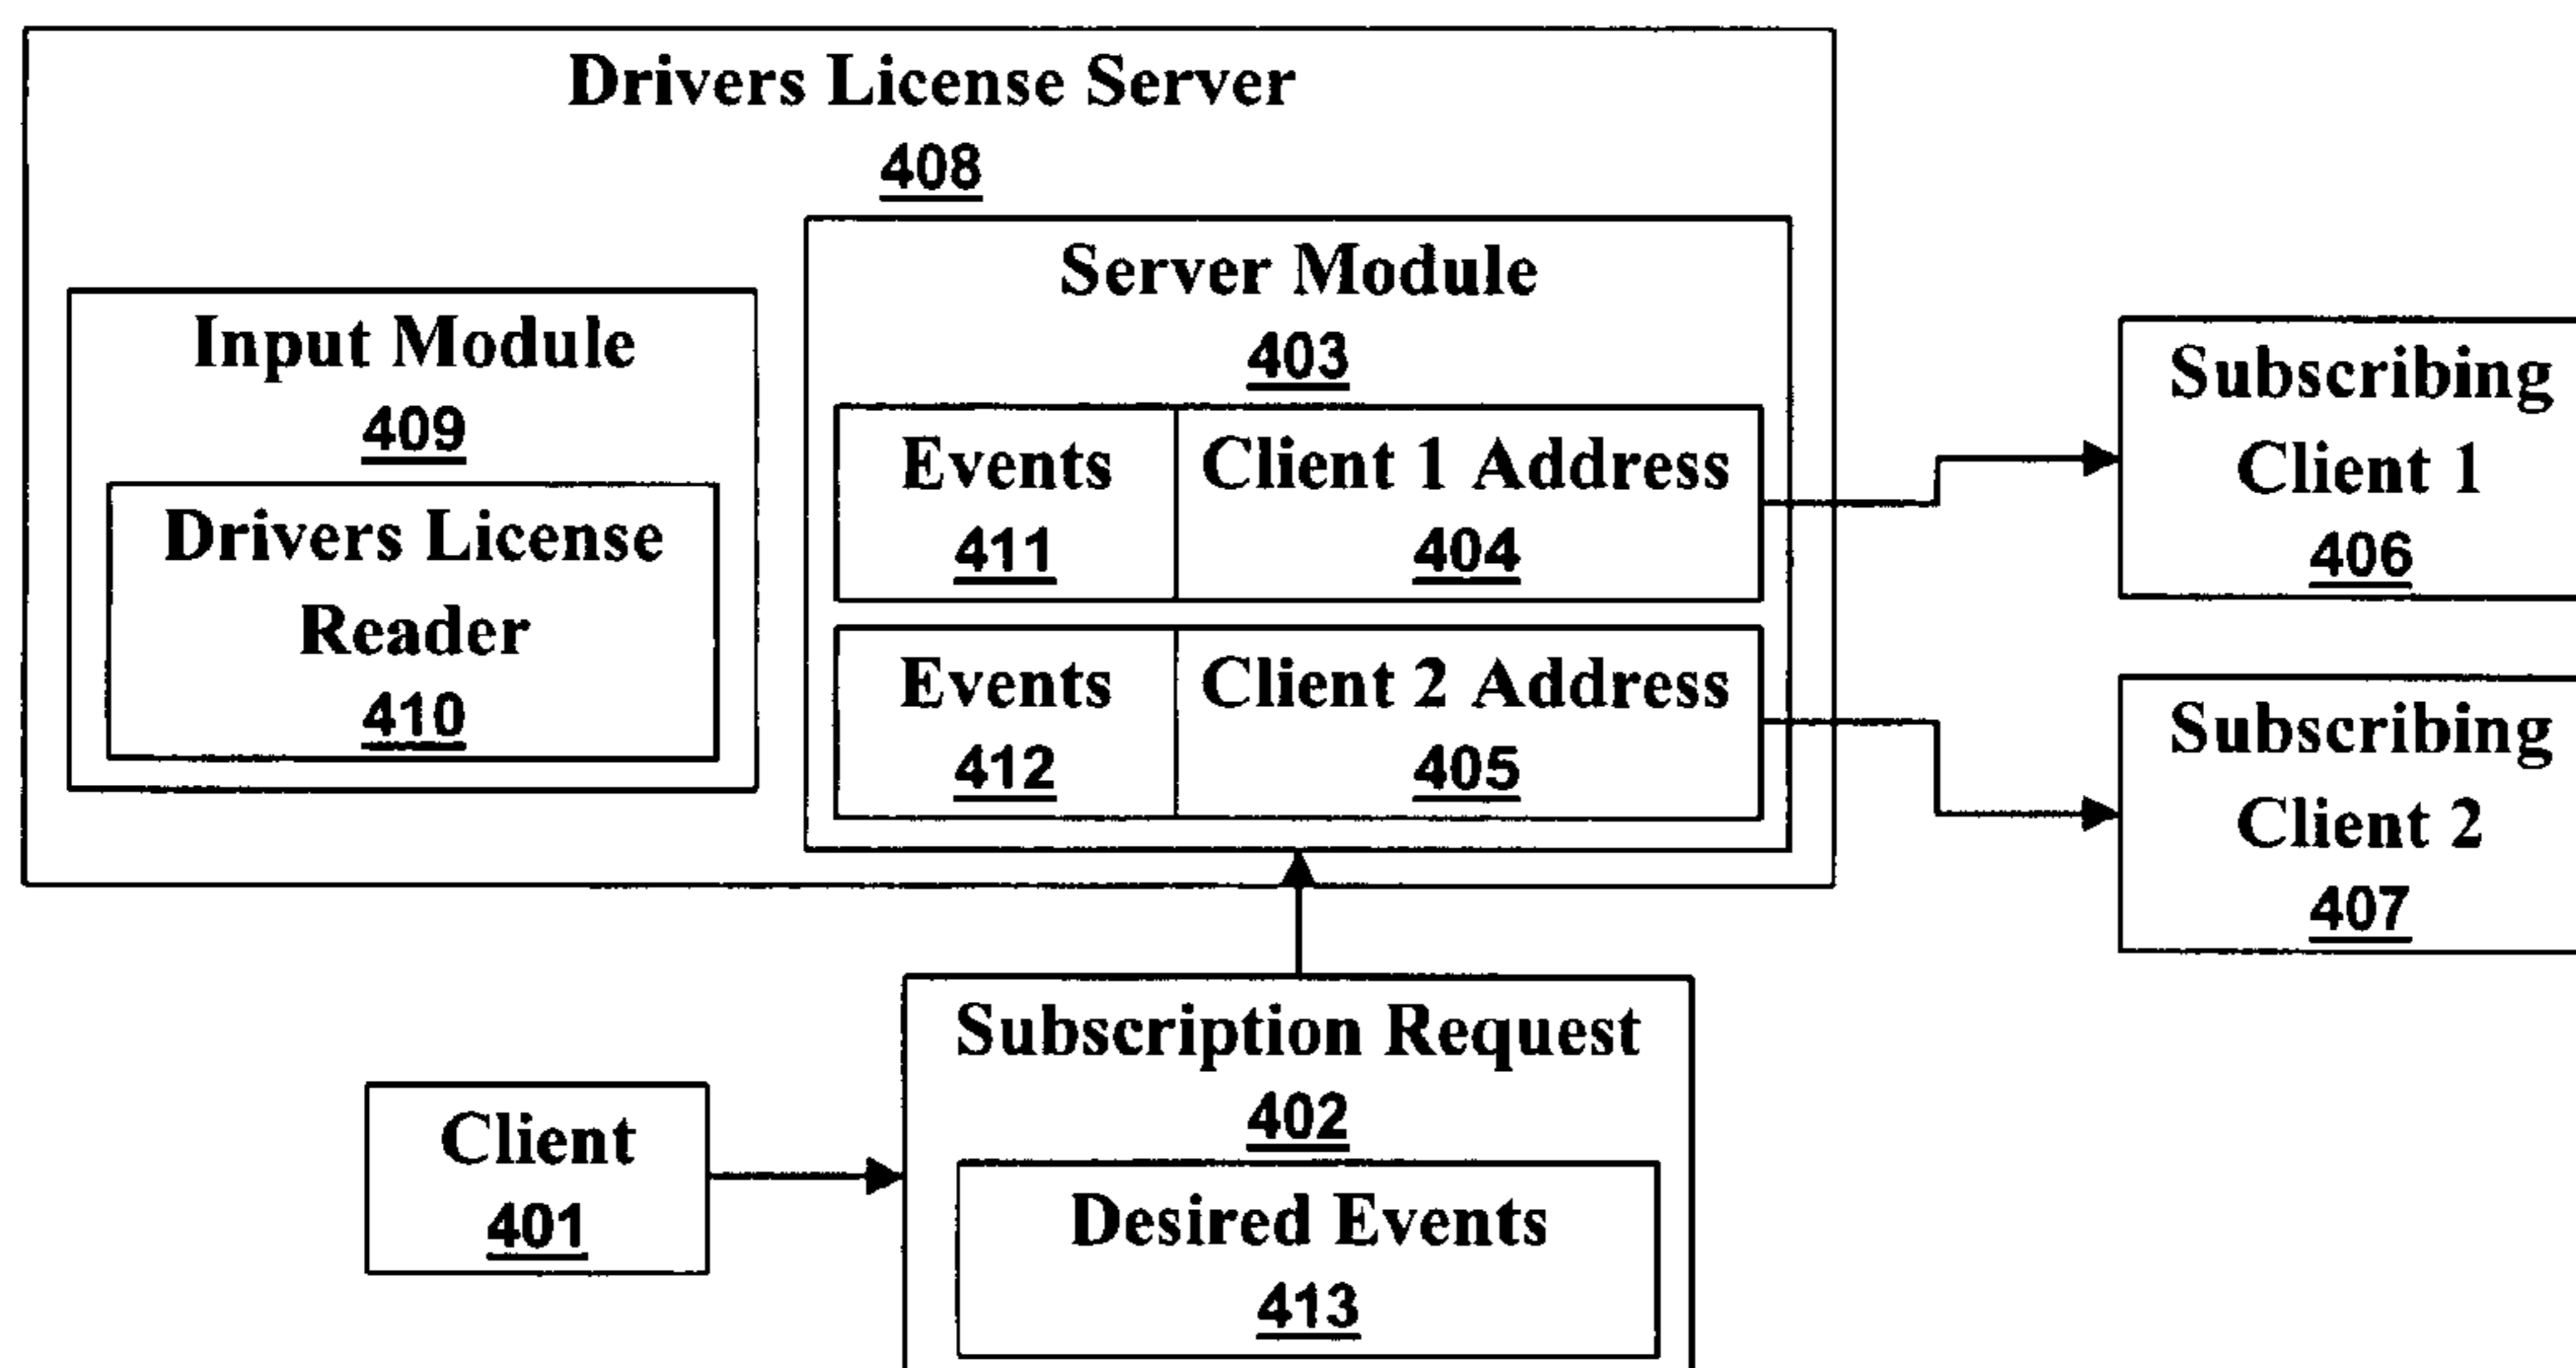 Drivers License Server
408
Server Module
403
Input Module
409
Drivers License
Reader
410
Events
411
Client 1 Address
404
Events
412
Client 2 Address
405
Subscribing
Client 1
406
Subscribing
Client 2
407
Subscription Request
402
Client
401
Desired Events
413